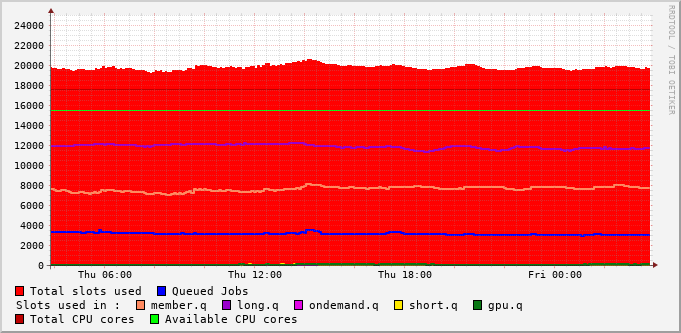 24000
22000
20000
18000
16000
14000
12000
10000
8000
6000
4000
2000
0
Thu 06:00 Thu 12:00 Thu 18:00 Fri 00:00
RRDTOOL / TOBI OETIKER
Total slots used Queued Jobs
Slots used in : member.q long.q ondemand.q short.q gpu.q
Total CPU cores Available CPU cores